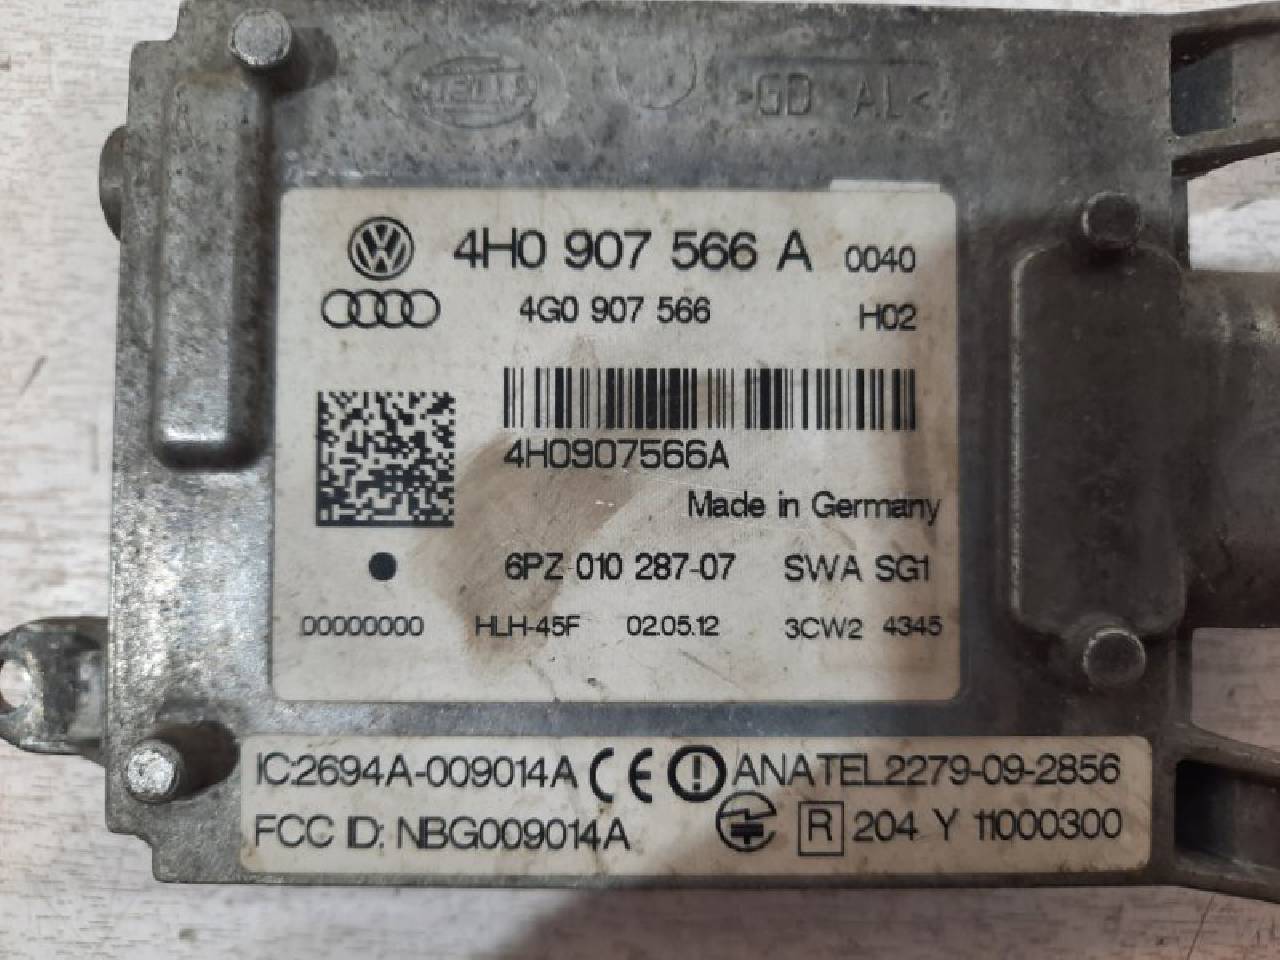 HELLA
>GD AL<
4H0 907 566 A 0040
4G0 907 566 H02
4H0907566A
Made in Germany
6PZ 010 287-07 SWA SG1
00000000 HLH-45F 02.05.12 3CW2 4345
IC2694A-009014A CE ANATEL2279-09-2856
FCC ID: NBG009014A R 204 Y 11000300